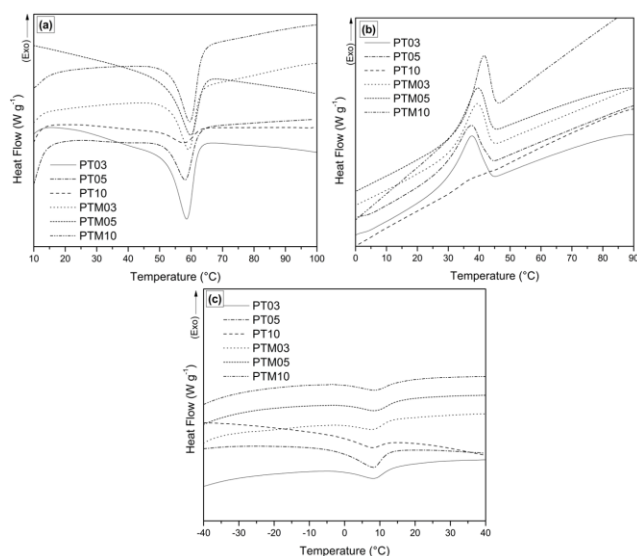 (a)
(Exo)
Heat Flow (W g⁻¹)
PT03
PT05
PT10
PTM03
PTM05
PTM10
10 20 30 40 50 60 70 80 90 100
Temperature (°C)
(b)
(Exo)
Heat Flow (W g⁻¹)
PT03
PT05
PT10
PTM03
PTM05
PTM10
0 10 20 30 40 50 60 70 80 90
Temperature (°C)
(c)
(Exo)
Heat Flow (W g⁻¹)
PT03
PT05
PT10
PTM03
PTM05
PTM10
-40 -30 -20 -10 0 10 20 30 40
Temperature (°C)